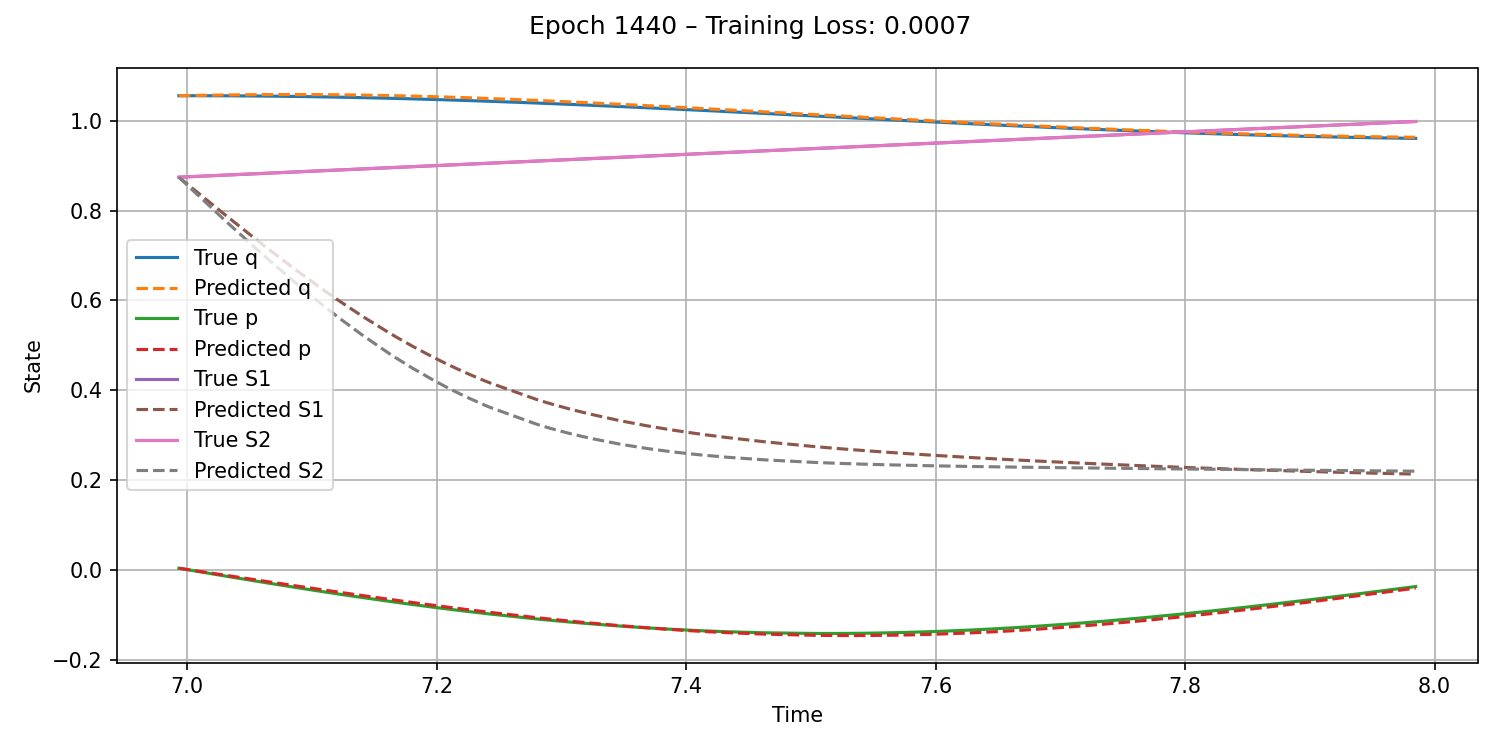 Epoch 1440 – Training Loss: 0.0007
1.0
0.8
0.6
0.4
0.2
0.0
−0.2
State
True q
Predicted q
True p
Predicted p
True S1
Predicted S1
True S2
Predicted S2
7.0 7.2 7.4 7.6 7.8 8.0
Time